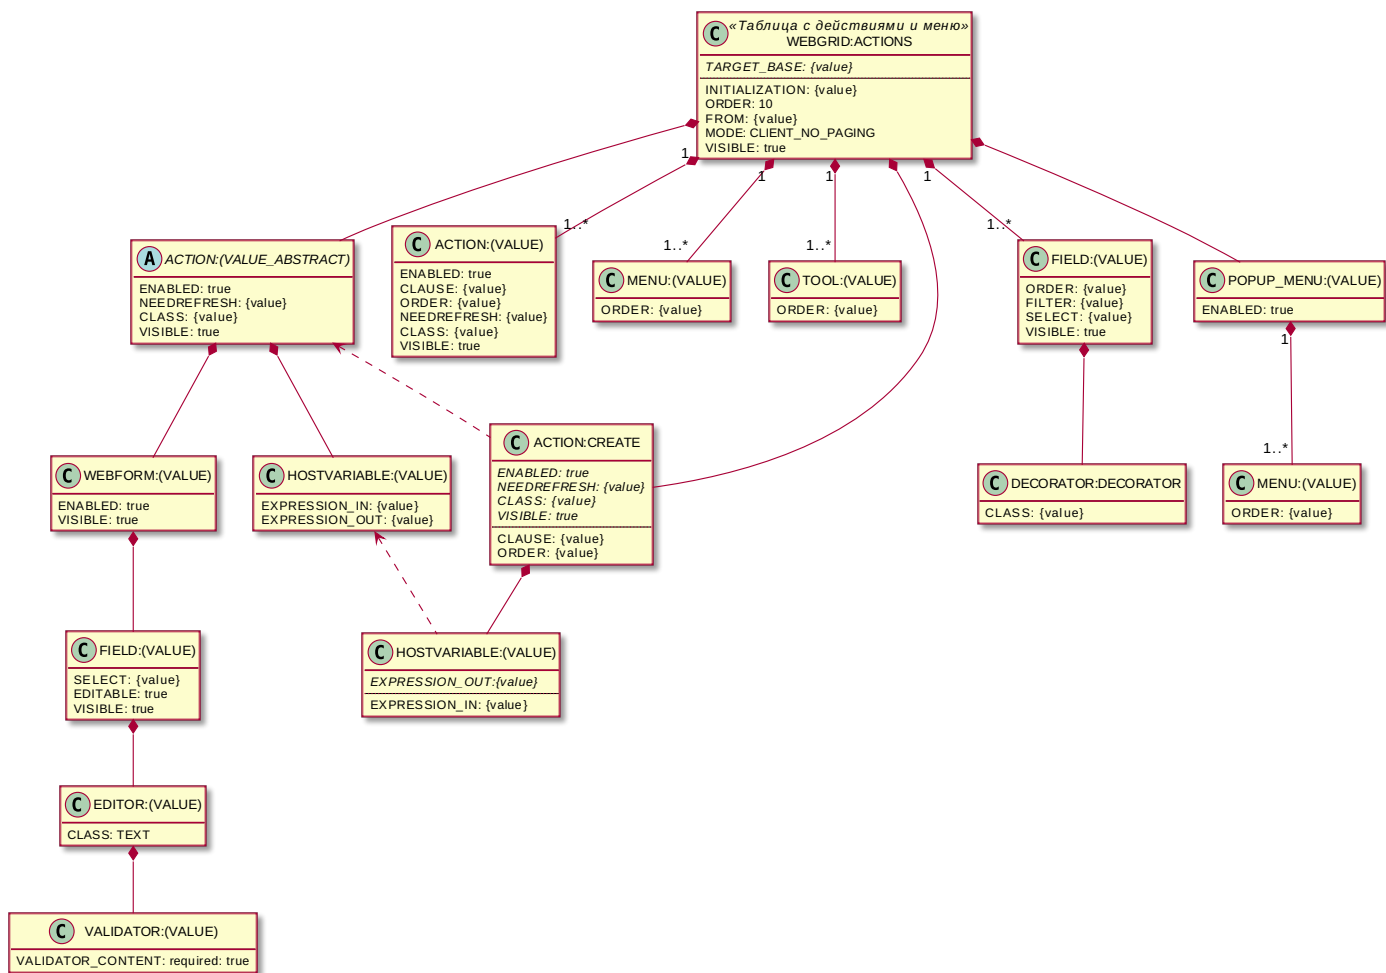 C
«Таблица с действиями и меню»
WEBGRID:ACTIONS
TARGET_BASE: {value}
INITIALIZATION: {value}
ORDER: 10
FROM: {value}
MODE: CLIENT_NO_PAGING
VISIBLE: true
1
1
1
1
1..*
1..*
1..*
1..*
A
ACTION:(VALUE_ABSTRACT)
ENABLED: true
NEEDREFRESH: {value}
CLASS: {value}
VISIBLE: true
C
ACTION:(VALUE)
ENABLED: true
CLAUSE: {value}
ORDER: {value}
NEEDREFRESH: {value}
CLASS: {value}
VISIBLE: true
C
MENU:(VALUE)
ORDER: {value}
C
TOOL:(VALUE)
ORDER: {value}
C
FIELD:(VALUE)
ORDER: {value}
FILTER: {value}
SELECT: {value}
VISIBLE: true
C
POPUP_MENU:(VALUE)
ENABLED: true
1
1..*
C
WEBFORM:(VALUE)
ENABLED: true
VISIBLE: true
C
HOSTVARIABLE:(VALUE)
EXPRESSION_IN: {value}
EXPRESSION_OUT: {value}
C
ACTION:CREATE
ENABLED: true
NEEDREFRESH: {value}
CLASS: {value}
VISIBLE: true
CLAUSE: {value}
ORDER: {value}
C
DECORATOR:DECORATOR
CLASS: {value}
C
MENU:(VALUE)
ORDER: {value}
C
FIELD:(VALUE)
SELECT: {value}
EDITABLE: true
VISIBLE: true
C
HOSTVARIABLE:(VALUE)
EXPRESSION_OUT:{value}
EXPRESSION_IN: {value}
C
EDITOR:(VALUE)
CLASS: TEXT
C
VALIDATOR:(VALUE)
VALIDATOR_CONTENT: required: true